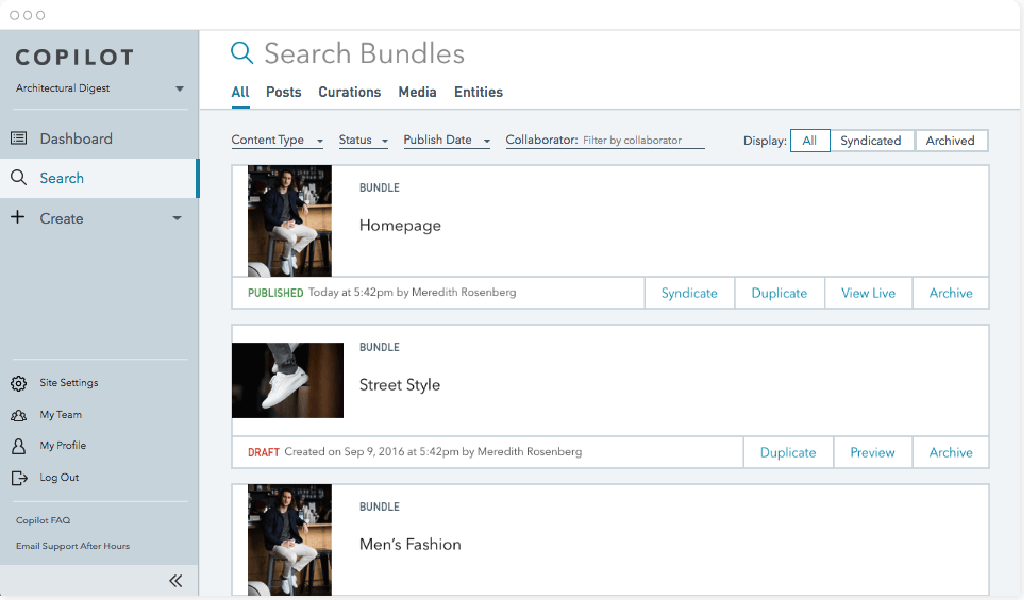 COPILOT
Architectural Digest
Dashboard
Search
Create
Site Settings
My Team
My Profile
Log Out
Copilot FAQ
Email Support After Hours
Search Bundles
All Posts Curations Media Entities
Content Type Status Publish Date Collaborator: Filter by collaborator Display: All Syndicated Archived
BUNDLE
Homepage
PUBLISHED Today at 5:42pm by Meredith Rosenberg Syndicate Duplicate View Live Archive
BUNDLE
Street Style
DRAFT Created on Sep 9, 2016 at 5:42pm by Meredith Rosenberg Duplicate Preview Archive
BUNDLE
Men's Fashion